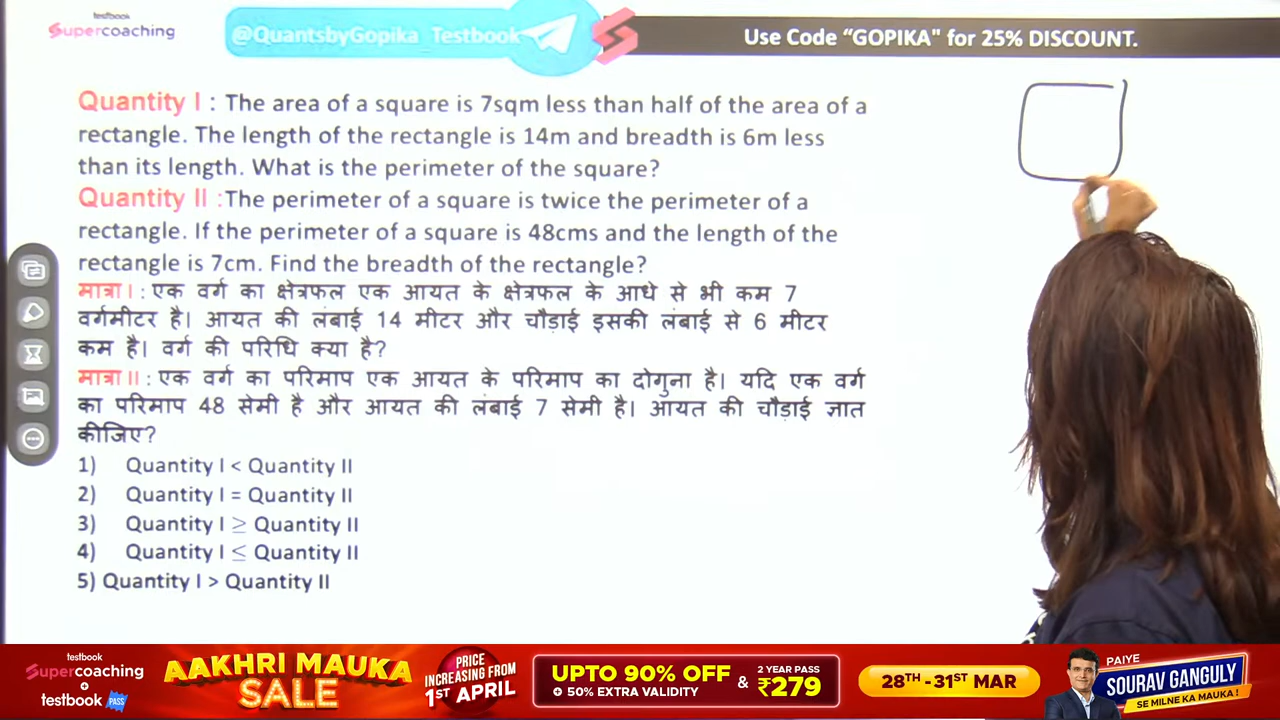 testbook
Supercoaching
@QuantsbyGopika_Testbook
Use Code “GOPIKA" for 25% DISCOUNT.
Quantity I : The area of a square is 7sqm less than half of the area of a
rectangle. The length of the rectangle is 14m and breadth is 6m less
than its length. What is the perimeter of the square?
Quantity II :The perimeter of a square is twice the perimeter of a
rectangle. If the perimeter of a square is 48cms and the length of the
rectangle is 7cm. Find the breadth of the rectangle?
मात्रा I : एक वर्ग का क्षेत्रफल एक आयत के क्षेत्रफल के आधे से भी कम 7
वर्गमीटर है। आयत की लंबाई 14 मीटर और चौड़ाई इसकी लंबाई से 6 मीटर
कम है। वर्ग की परिधि क्या है?
मात्रा II : एक वर्ग का परिमाप एक आयत के परिमाप का दोगुना है। यदि एक वर्ग
का परिमाप 48 सेमी है और आयत की लंबाई 7 सेमी है। आयत की चौड़ाई ज्ञात
कीजिए?
1) Quantity I < Quantity II
2) Quantity I = Quantity II
3) Quantity I ≥ Quantity II
4) Quantity I ≤ Quantity II
5) Quantity I > Quantity II
testbook
Supercoaching
+
testbook PASS
AAKHRI MAUKA
SALE
PRICE
INCREASING FROM
1ST APRIL
UPTO 90% OFF
+ 50% EXTRA VALIDITY
&
2 YEAR PASS
₹279
28TH - 31ST MAR
PAIYE
SOURAV GANGULY
SE MILNE KA MAUKA !